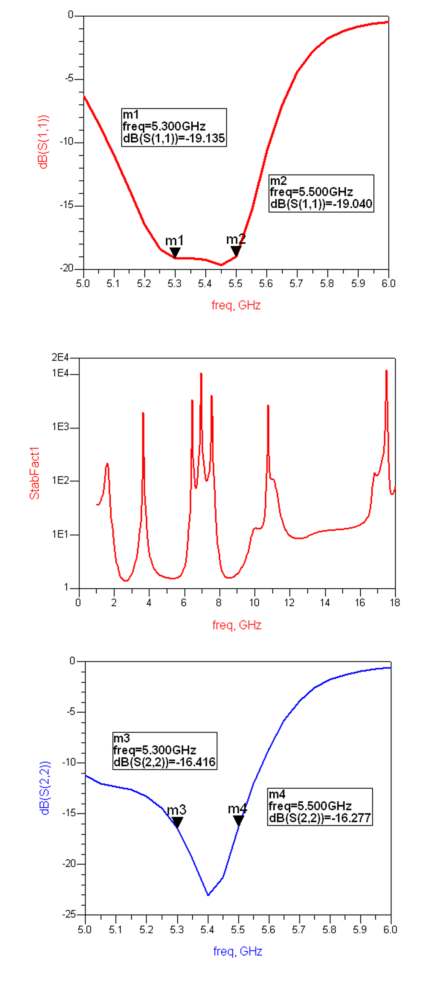 0
-5
-10
-15
-20
dB(S(1,1))
m1
freq=5.300GHz
dB(S(1,1))=-19.135
m2
freq=5.500GHz
dB(S(1,1))=-19.040
m1 m2
5.0 5.1 5.2 5.3 5.4 5.5 5.6 5.7 5.8 5.9 6.0
freq, GHz
2E4
1E4
1E3
1E2
1E1
1
StabFact1
0 2 4 6 8 10 12 14 16 18
freq, GHz
0
-5
-10
-15
-20
-25
dB(S(2,2))
m3
freq=5.300GHz
dB(S(2,2))=-16.416
m4
freq=5.500GHz
dB(S(2,2))=-16.277
m3 m4
5.0 5.1 5.2 5.3 5.4 5.5 5.6 5.7 5.8 5.9 6.0
freq, GHz